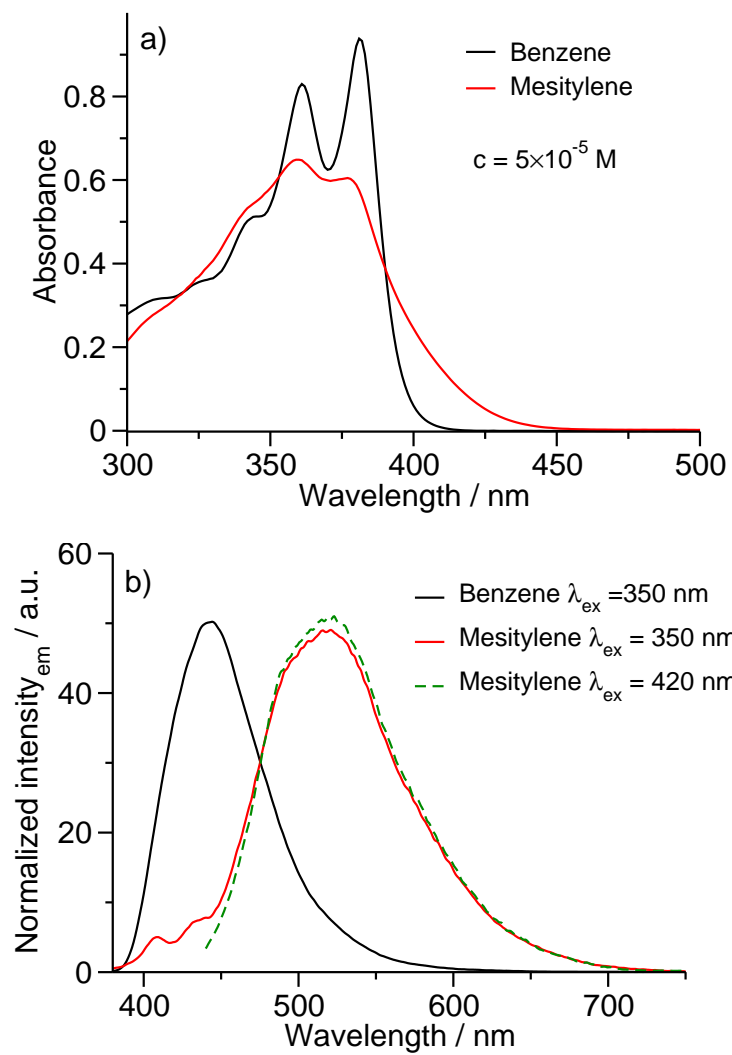 a)
Benzene
Mesitylene
c = 5×10⁻⁵ M
0.8
0.6
0.4
0.2
0
Absorbance
300 350 400 450 500
Wavelength / nm
b)
Benzene λex =350 nm
Mesitylene λex = 350 nm
Mesitylene λex = 420 nm
60
40
20
0
Normalized intensityem / a.u.
400 500 600 700
Wavelength / nm